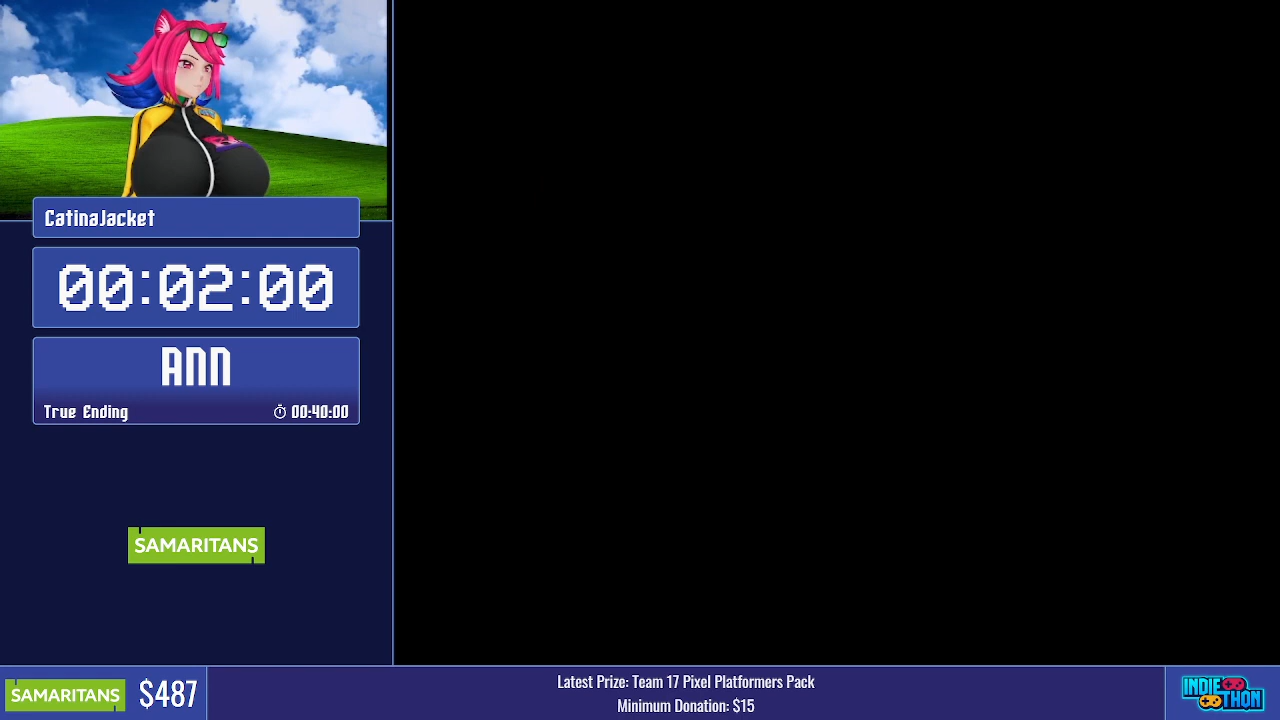 CatinaJacket
00:02:00
ANN
True Ending
00:40:00
SAMARITANS
SAMARITANS
$487
Latest Prize: Team 17 Pixel Platformers Pack
Minimum Donation: $15
INDIE
THON